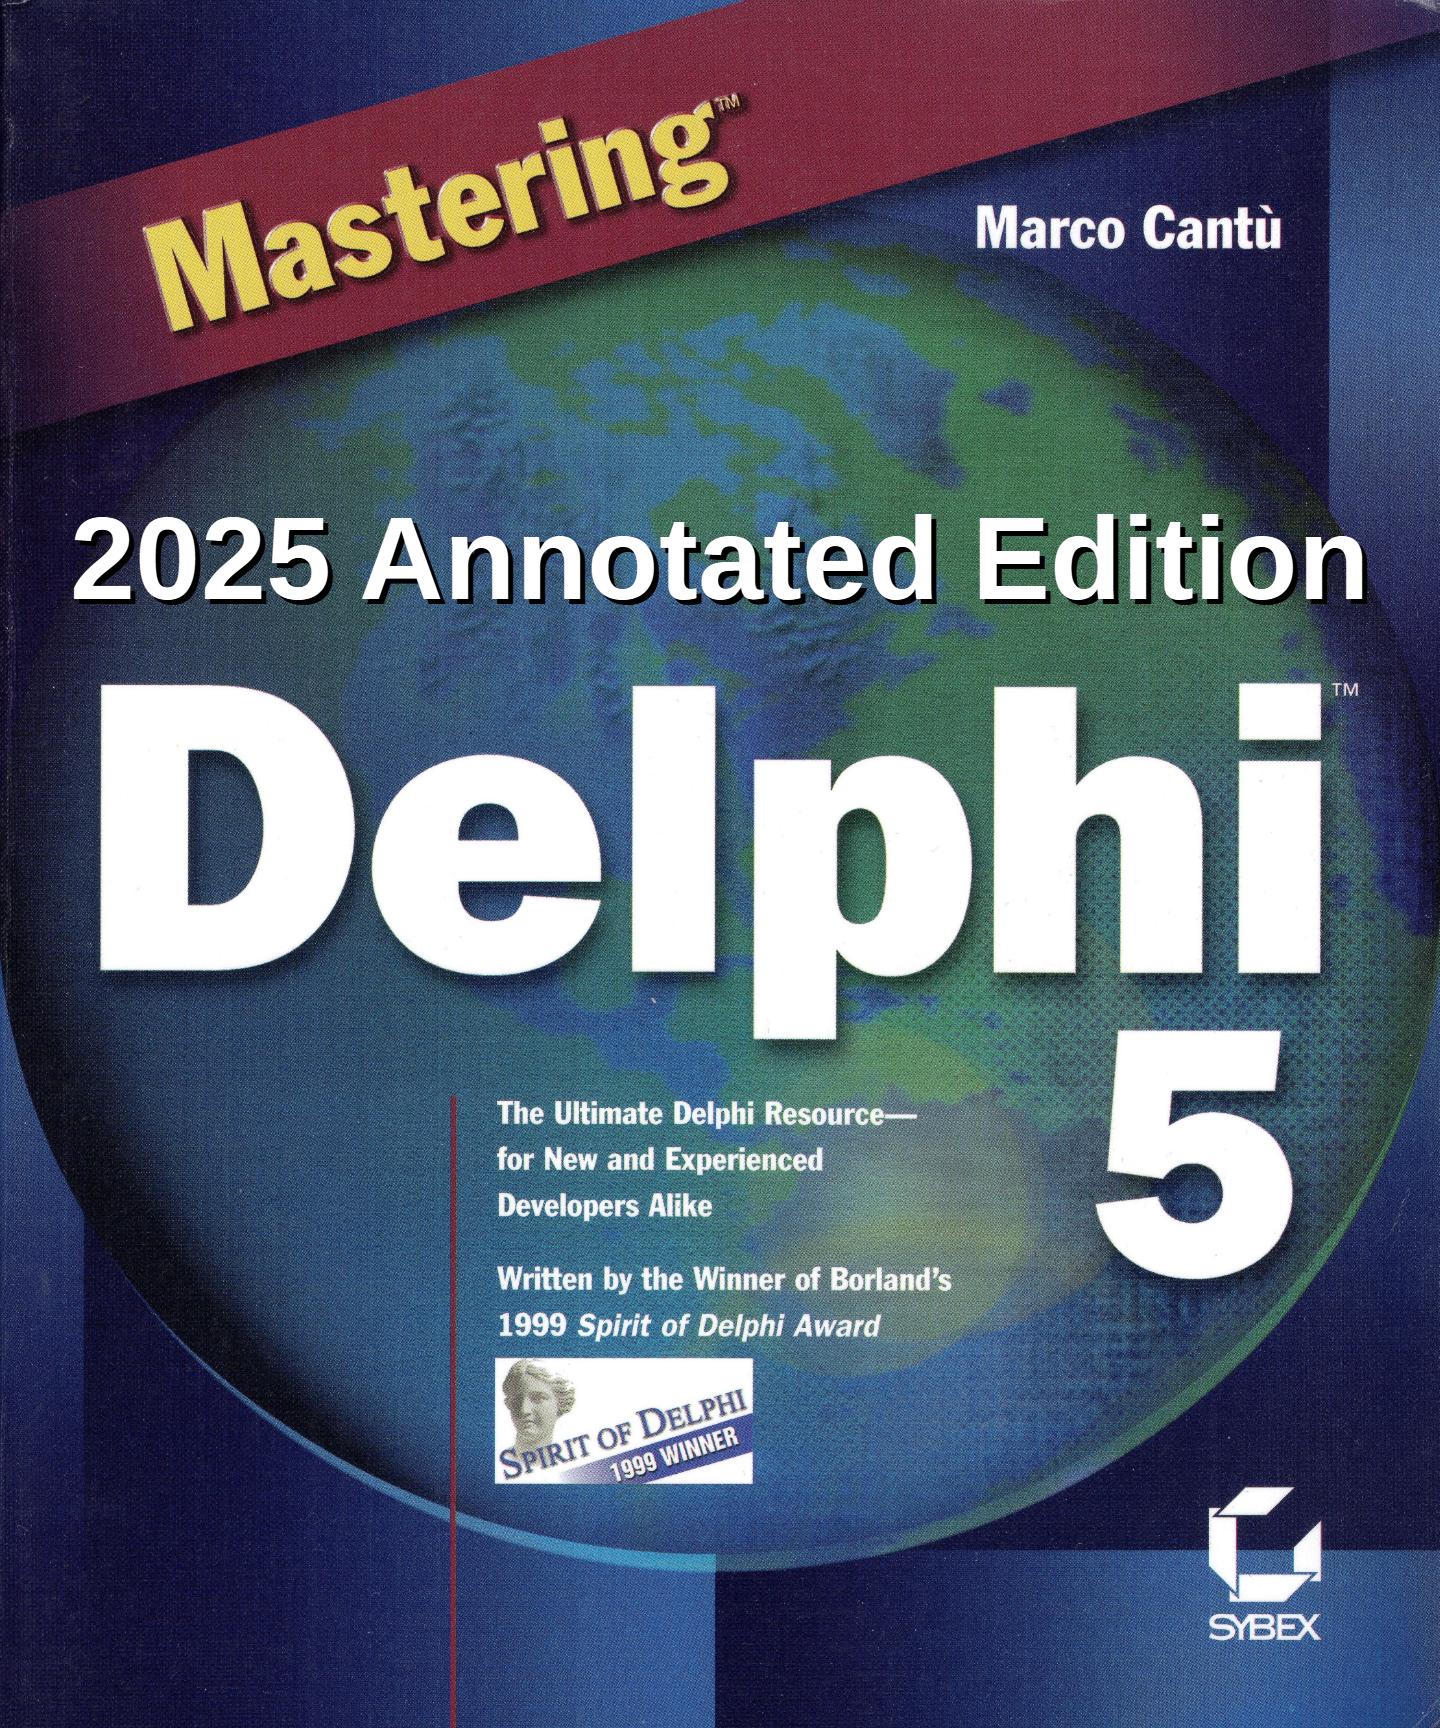 Mastering™
Marco Cantù
2025 Annotated Edition
Delphi™
5
The Ultimate Delphi Resource—
for New and Experienced
Developers Alike
Written by the Winner of Borland's
1999 Spirit of Delphi Award
SPIRIT OF DELPHI
1999 WINNER
SYBEX